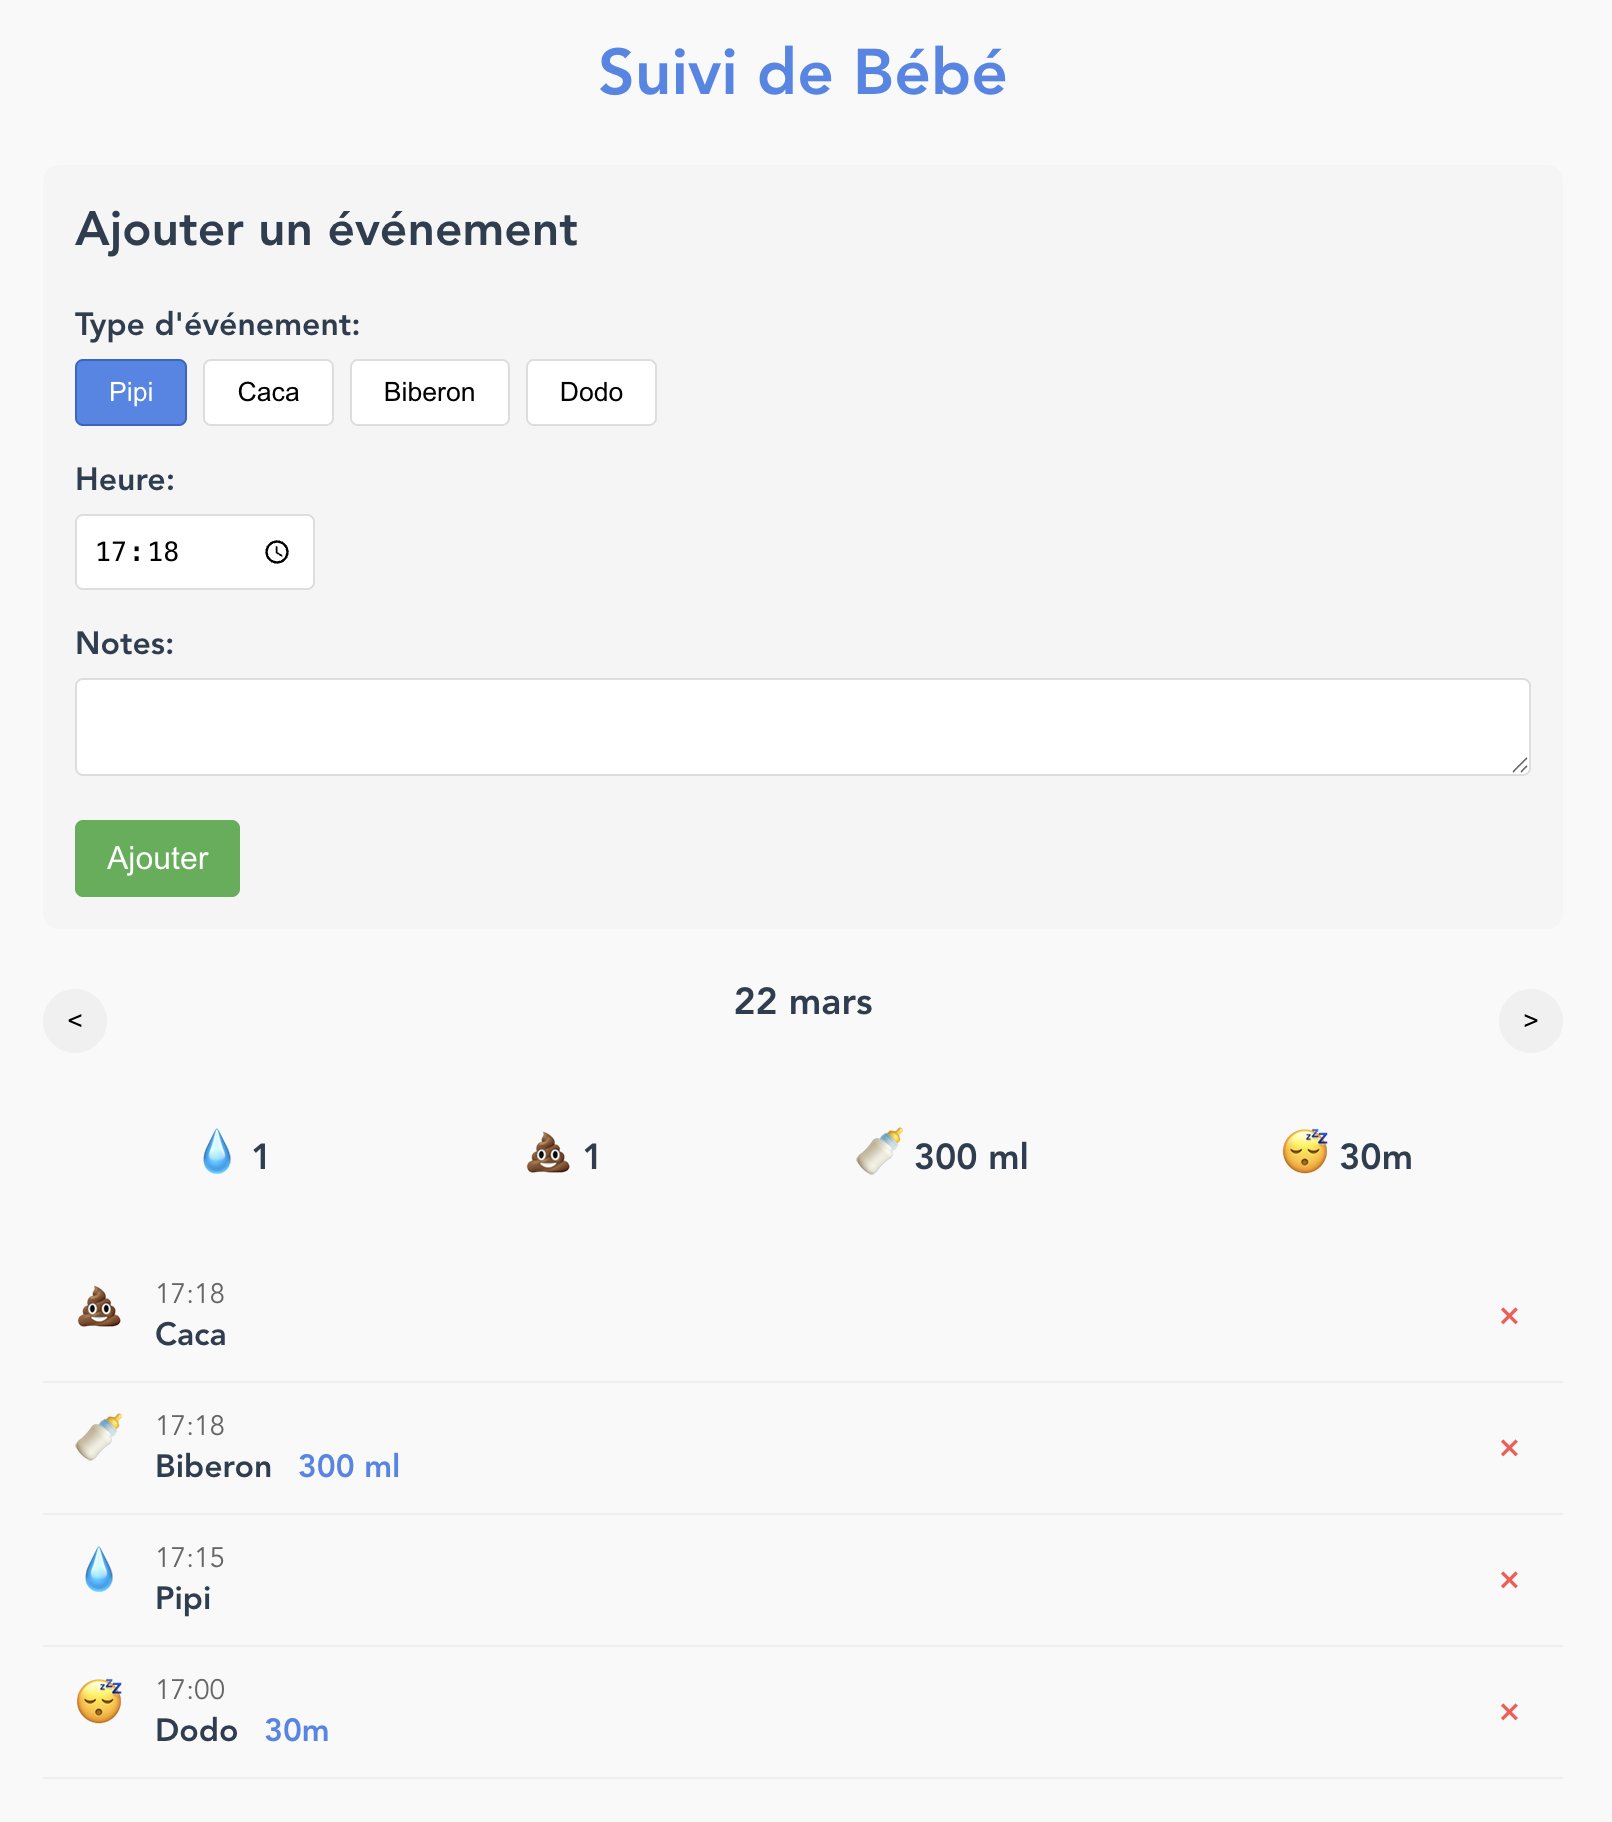 Suivi de Bébé
Ajouter un événement
Type d'événement:
Pipi Caca Biberon Dodo
Heure:
17:18
Notes:
Ajouter
< 22 mars >
1 1 300 ml 30m
17:18
Caca
×
17:18
Biberon 300 ml
×
17:15
Pipi
×
17:00
Dodo 30m
×